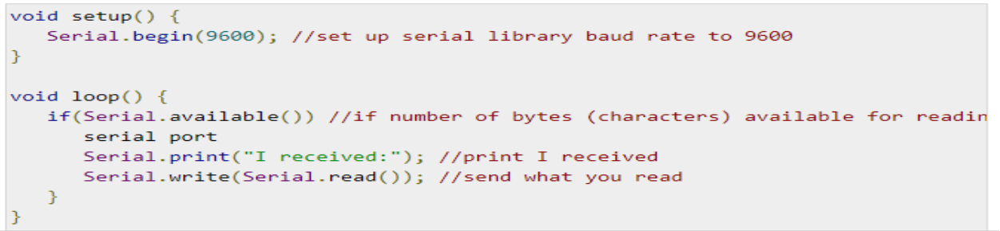 void setup() {
   Serial.begin(9600); //set up serial library baud rate to 9600
}

void loop() {
   if(Serial.available()) //if number of bytes (characters) available for readin
      serial port
      Serial.print("I received:"); //print I received
      Serial.write(Serial.read()); //send what you read
   }
}